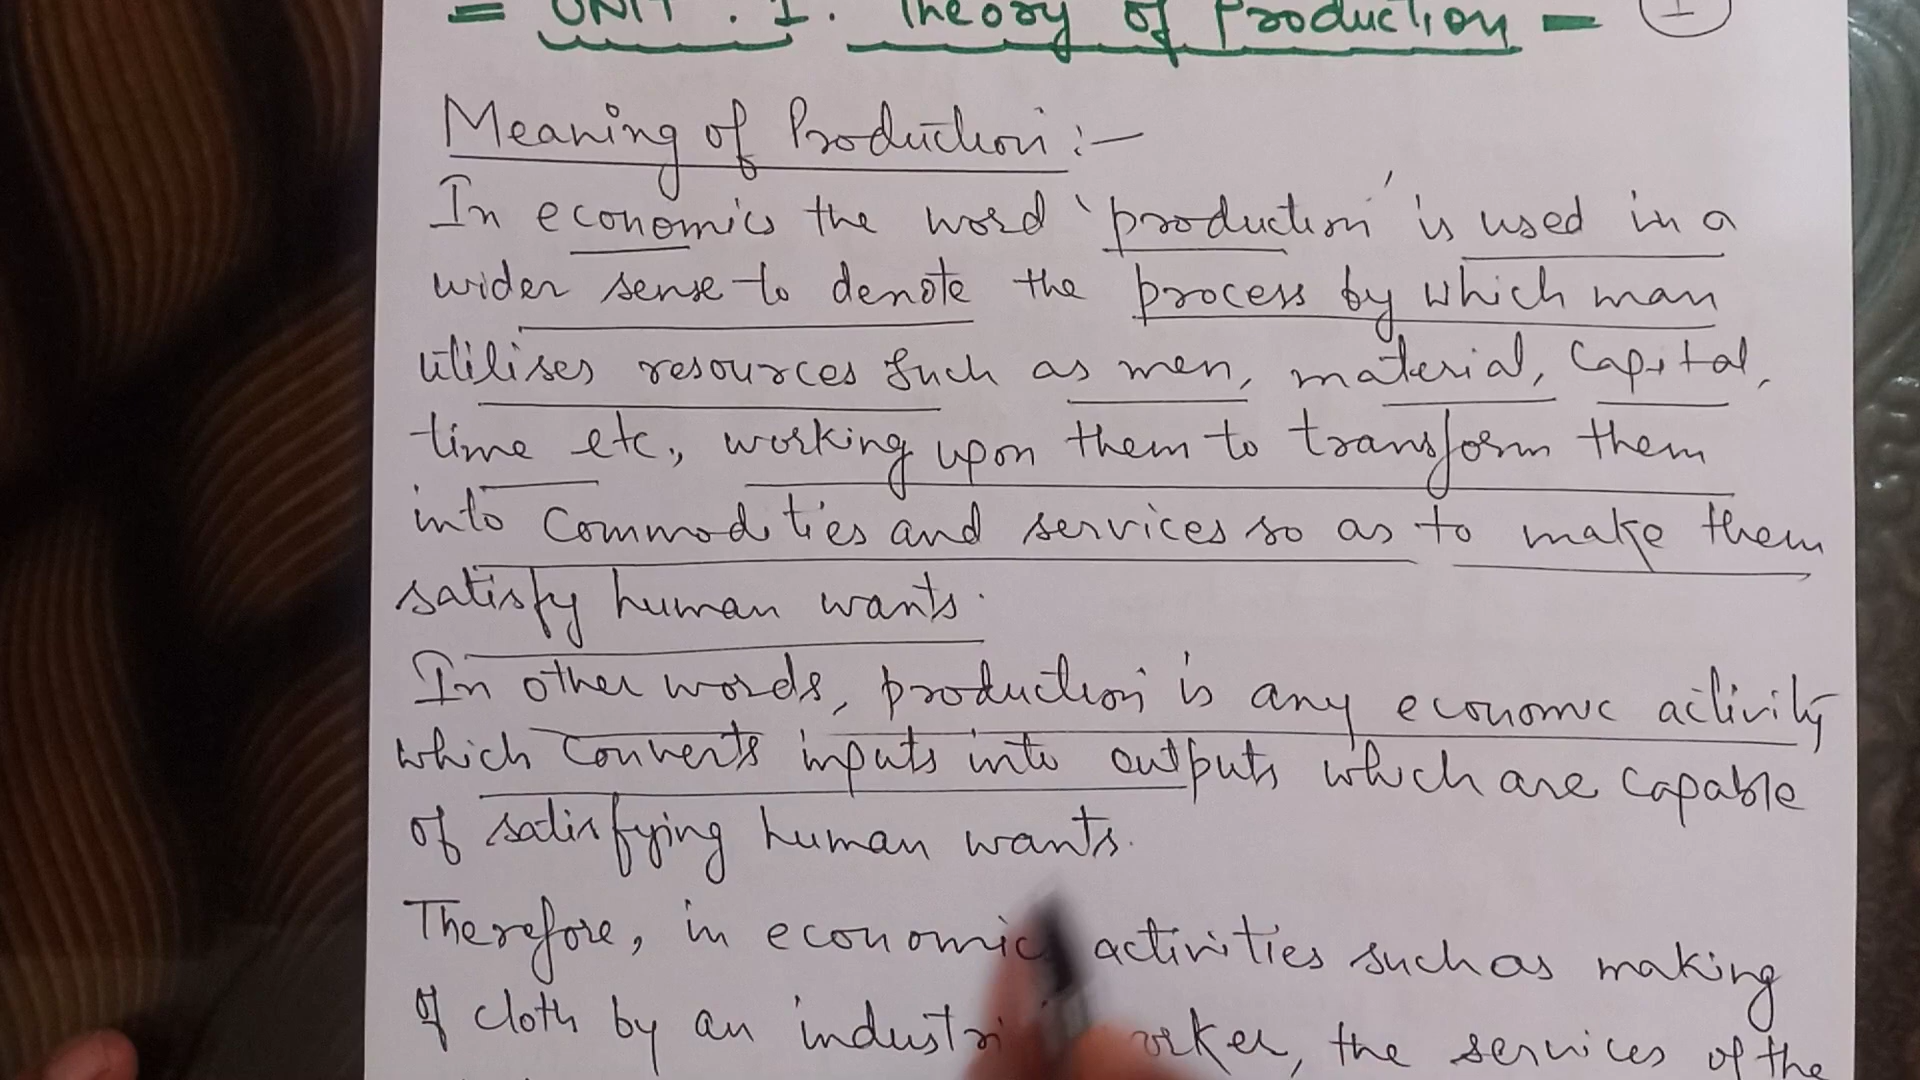 = UNIT. I. Theory of Production =
1
Meaning of Production :-
In economics the word 'production' is used in a
wider sense to denote the process by which man
utilises resources such as men, material, capital,
time etc., working upon them to transform them
into commodities and services so as to make them
satisfy human wants.
In other words, production is any economic activity
which converts inputs into outputs which are capable
of satisfying human wants.
Therefore, in economic activities such as making
of cloth by an the services of the